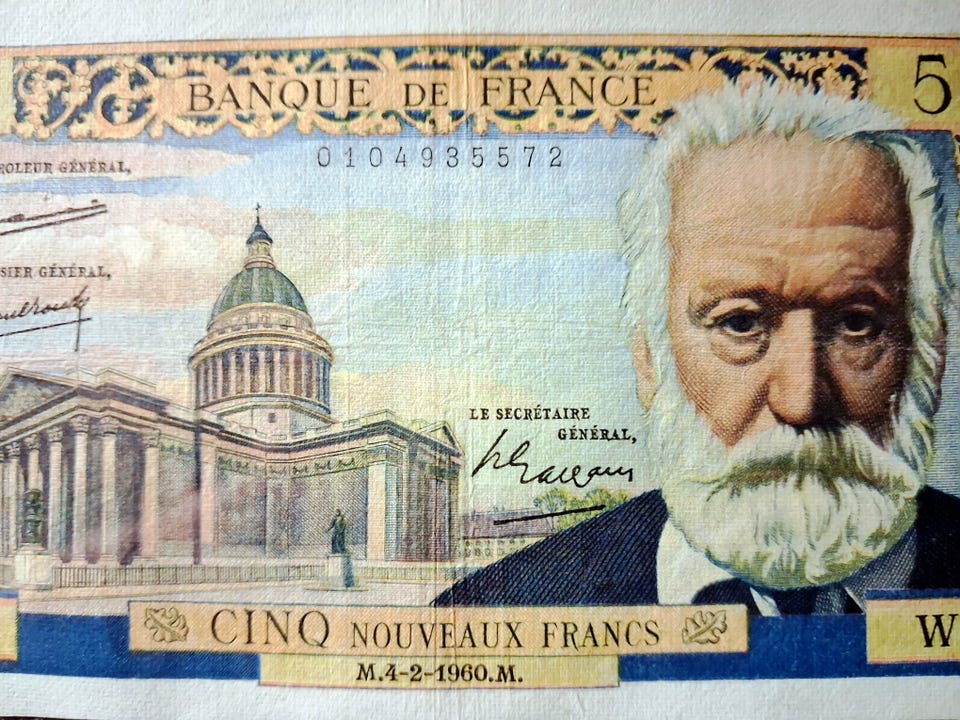 BANQUE DE FRANCE
5
0104935572
ROLEUR GÉNÉRAL,
SIER GÉNÉRAL,
LE SECRÉTAIRE
GÉNÉRAL,
CINQ NOUVEAUX FRANCS
W
M.4-2-1960.M.